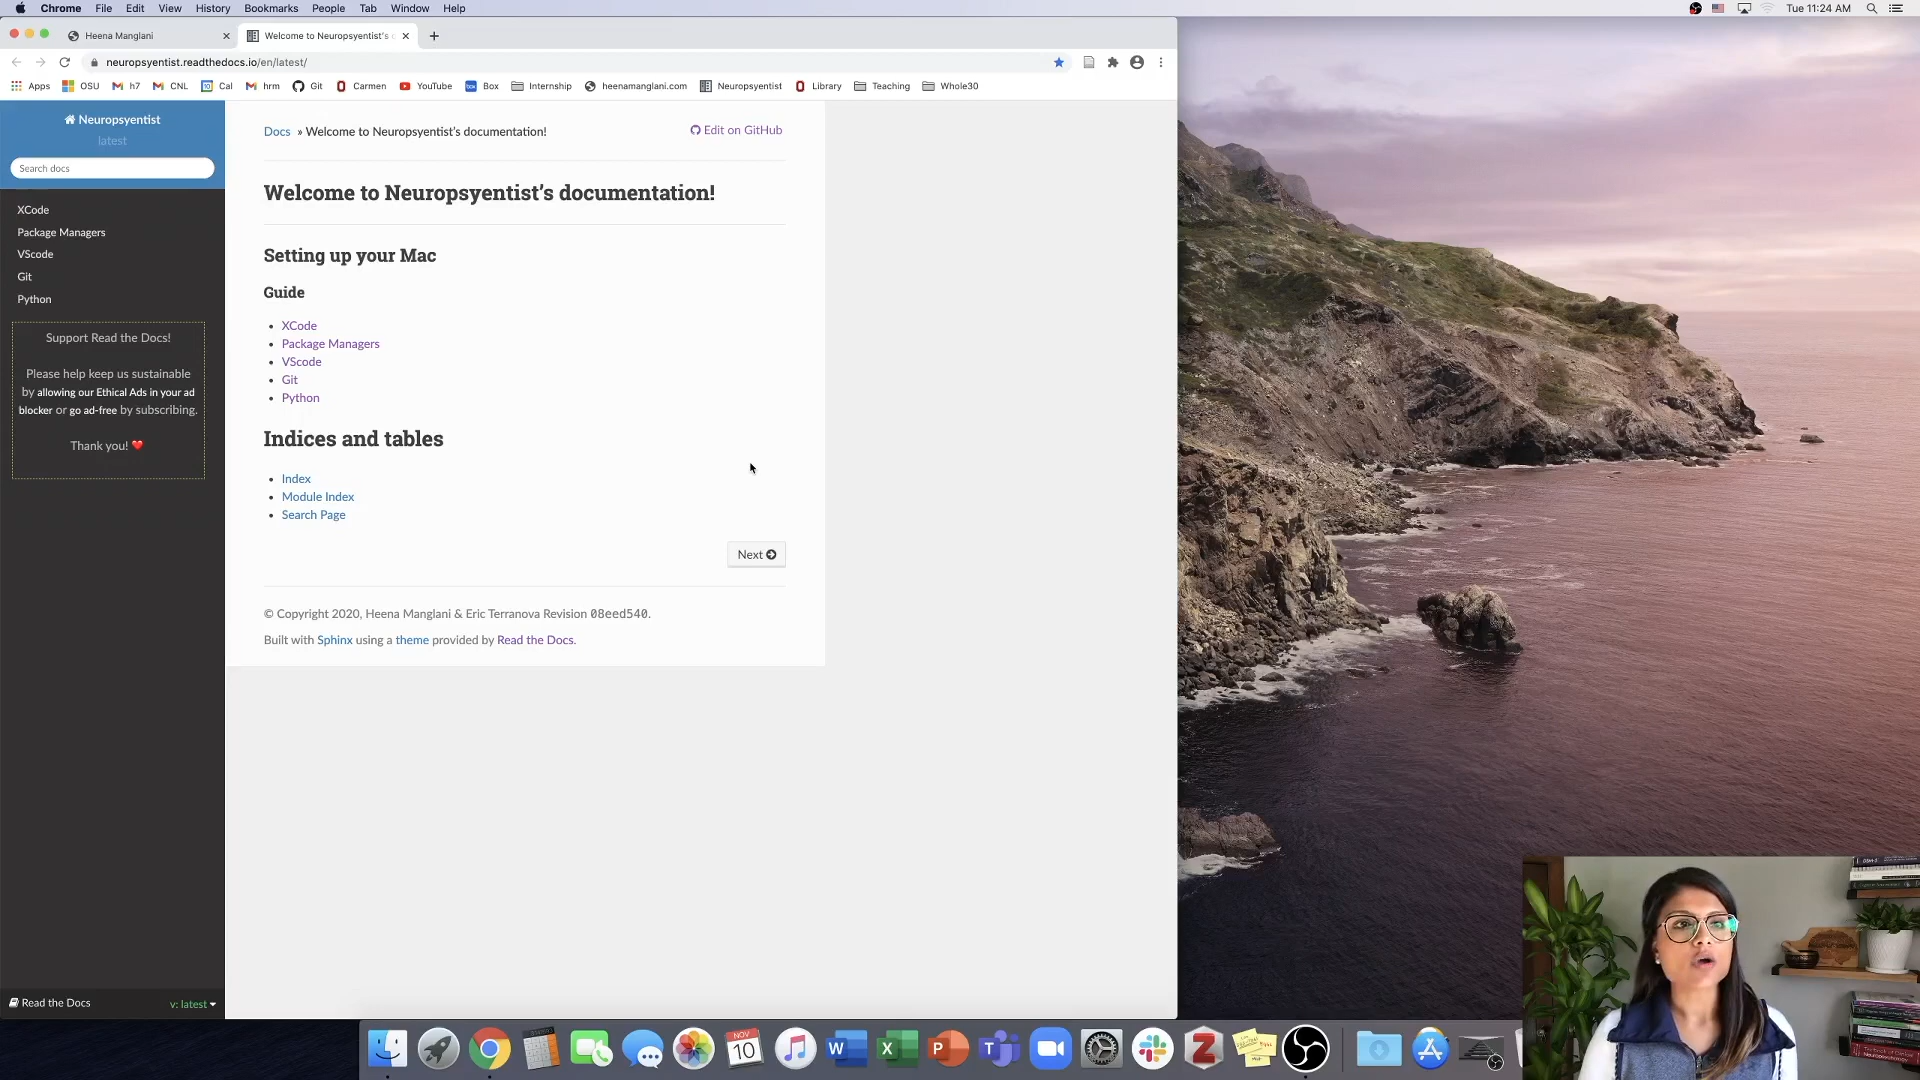 Chrome File Edit View History Bookmarks People Tab Window Help
Tue 11:24 AM
Heena Manglani
Welcome to Neuropsyentist's
neuropsyentist.readthedocs.io/en/latest/
Apps OSU h7 CNL Cal hrm Git Carmen YouTube Box Internship heenamanglani.com Neuropsyentist Library Teaching Whole30
Neuropsyentist
latest
Search docs
XCode
Package Managers
VScode
Git
Python
Support Read the Docs!
Please help keep us sustainable
by allowing our Ethical Ads in your ad
blocker or go ad-free by subscribing.
Thank you!
Read the Docs
v: latest
Docs » Welcome to Neuropsyentist's documentation!
Edit on GitHub
Welcome to Neuropsyentist's documentation!
Setting up your Mac
Guide
• XCode
• Package Managers
• VScode
• Git
• Python
Indices and tables
• Index
• Module Index
• Search Page
Next
© Copyright 2020, Heena Manglani & Eric Terranova Revision 08eed540.
Built with Sphinx using a theme provided by Read the Docs.
NOV
10
W
X
P
T
Z